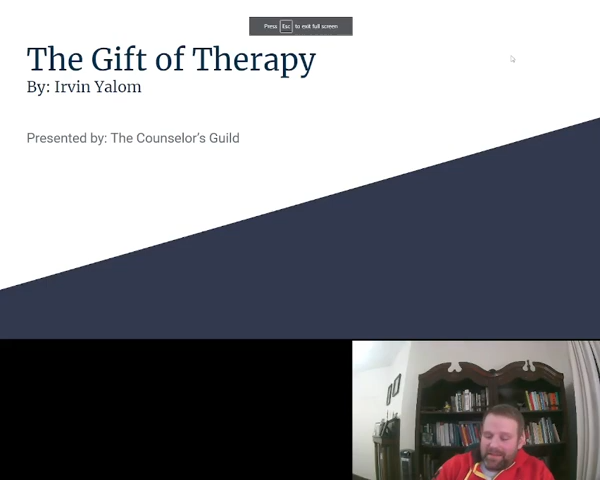 Press Esc to exit full screen
The Gift of Therapy
By: Irvin Yalom
Presented by: The Counselor's Guild